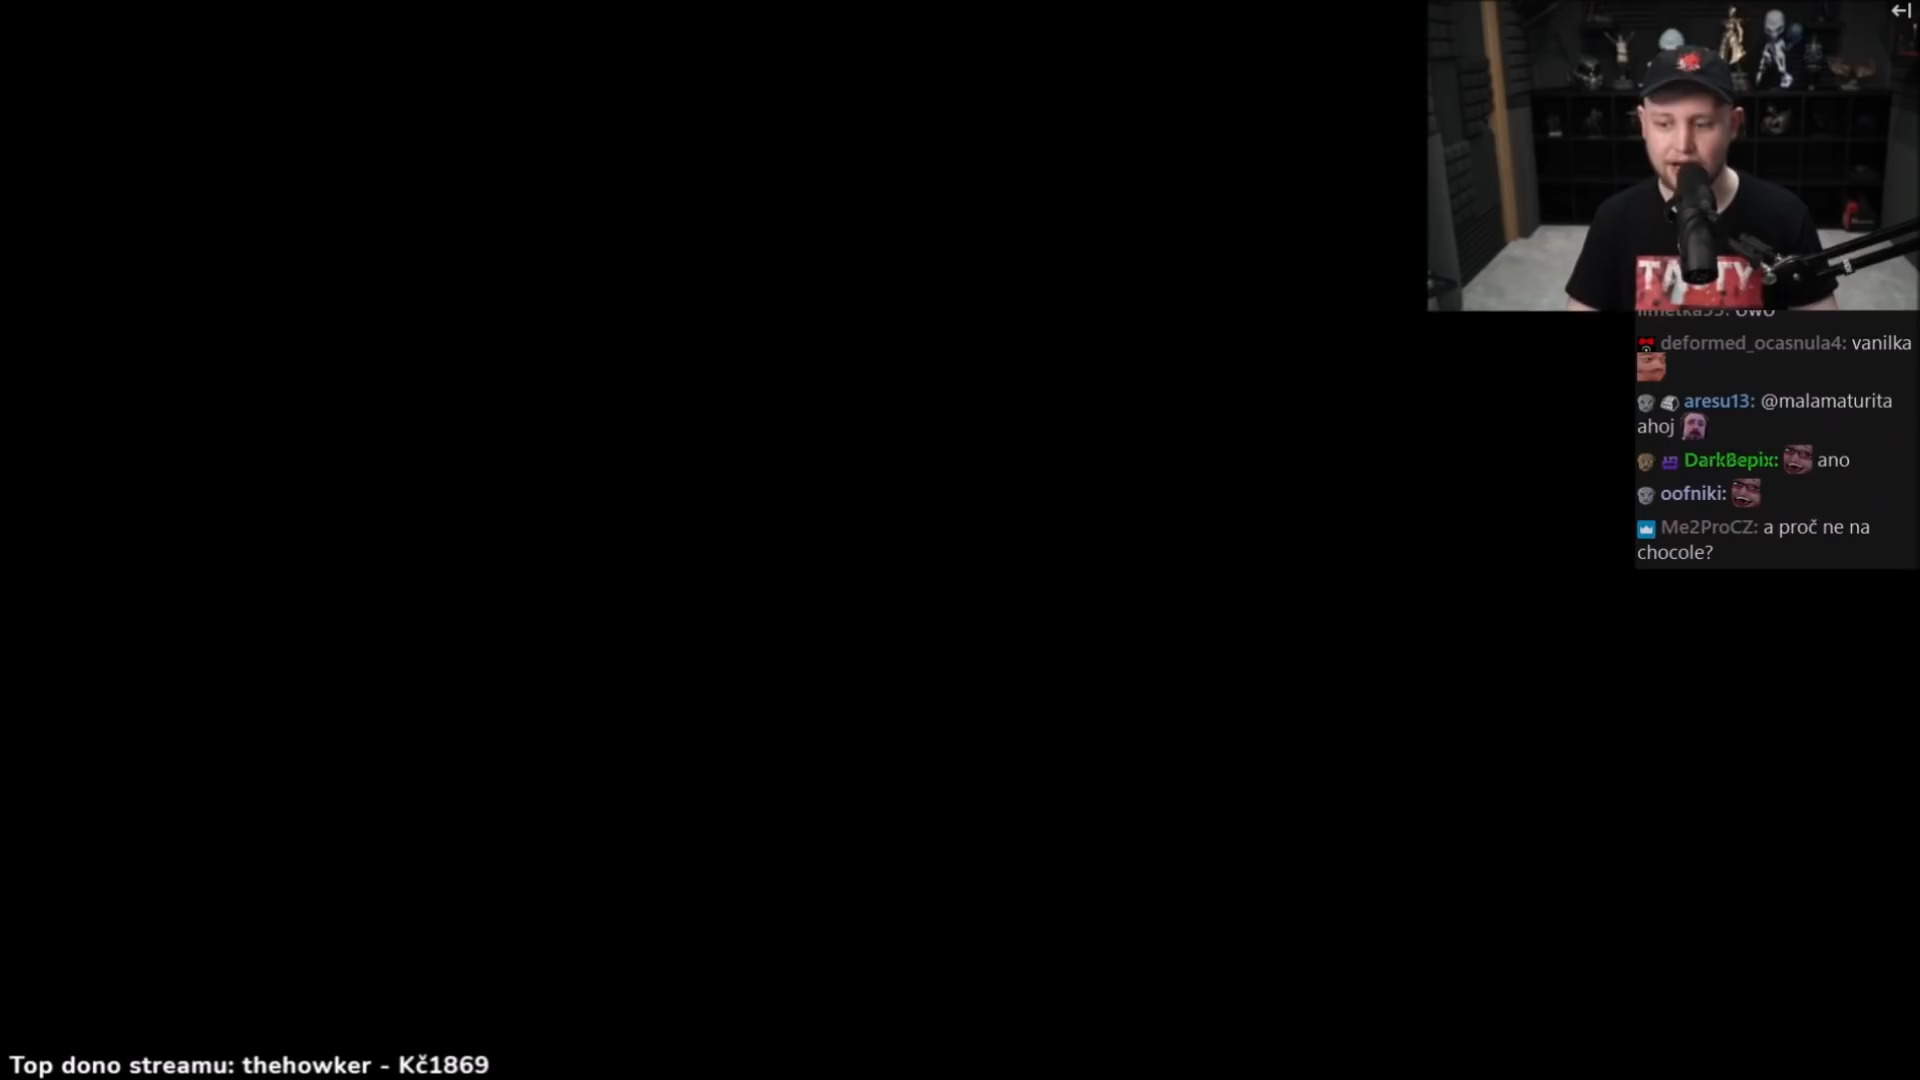 TASTY
deformed_ocasnula4: vanilka
aresu13: @malamaturita
ahoj
DarkBepix: ano
oofniki:
Me2ProCZ: a proč ne na
chocole?
Top dono streamu: thehowker - Kč1869